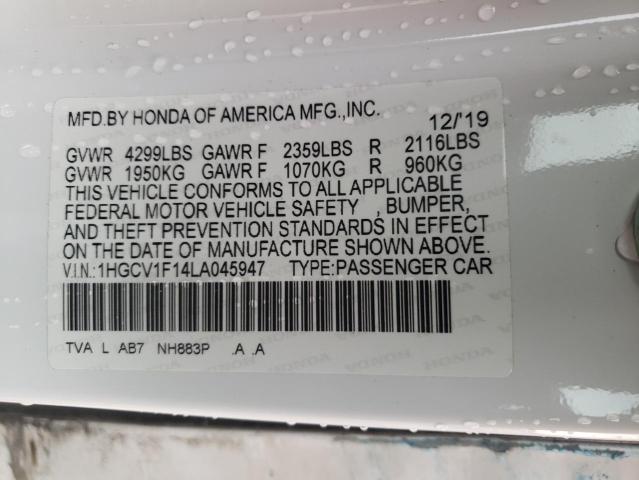 MFD.BY HONDA OF AMERICA MFG.,INC. 12/'19
GVWR 4299LBS GAWR F 2359LBS R 2116LBS
GVWR 1950KG GAWR F 1070KG R 960KG
THIS VEHICLE CONFORMS TO ALL APPLICABLE
FEDERAL MOTOR VEHICLE SAFETY , BUMPER,
AND THEFT PREVENTION STANDARDS IN EFFECT
ON THE DATE OF MANUFACTURE SHOWN ABOVE.
V.I.N.:1HGCV1F14LA045947 TYPE:PASSENGER CAR
TVA L AB7 NH883P .A .A